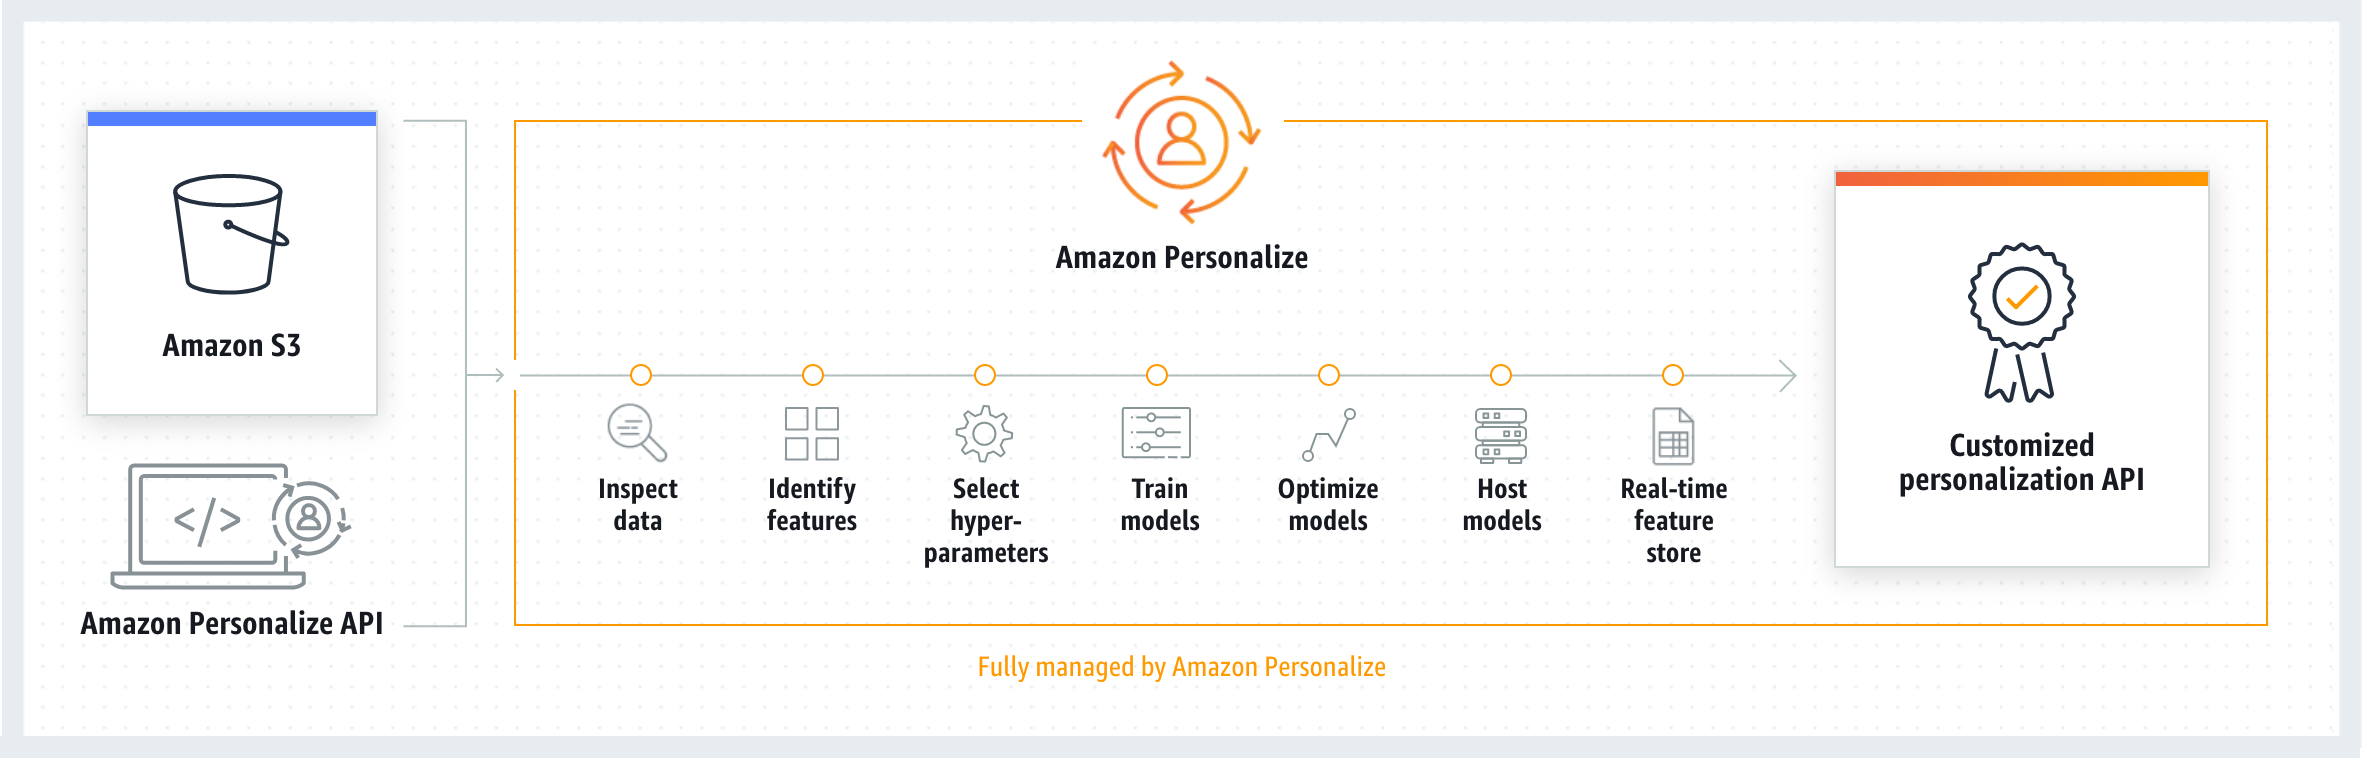 Amazon S3
Amazon Personalize API
Amazon Personalize
Inspect
data
Identify
features
Select
hyper-
parameters
Train
models
Optimize
models
Host
models
Real-time
feature
store
Customized
personalization API
Fully managed by Amazon Personalize